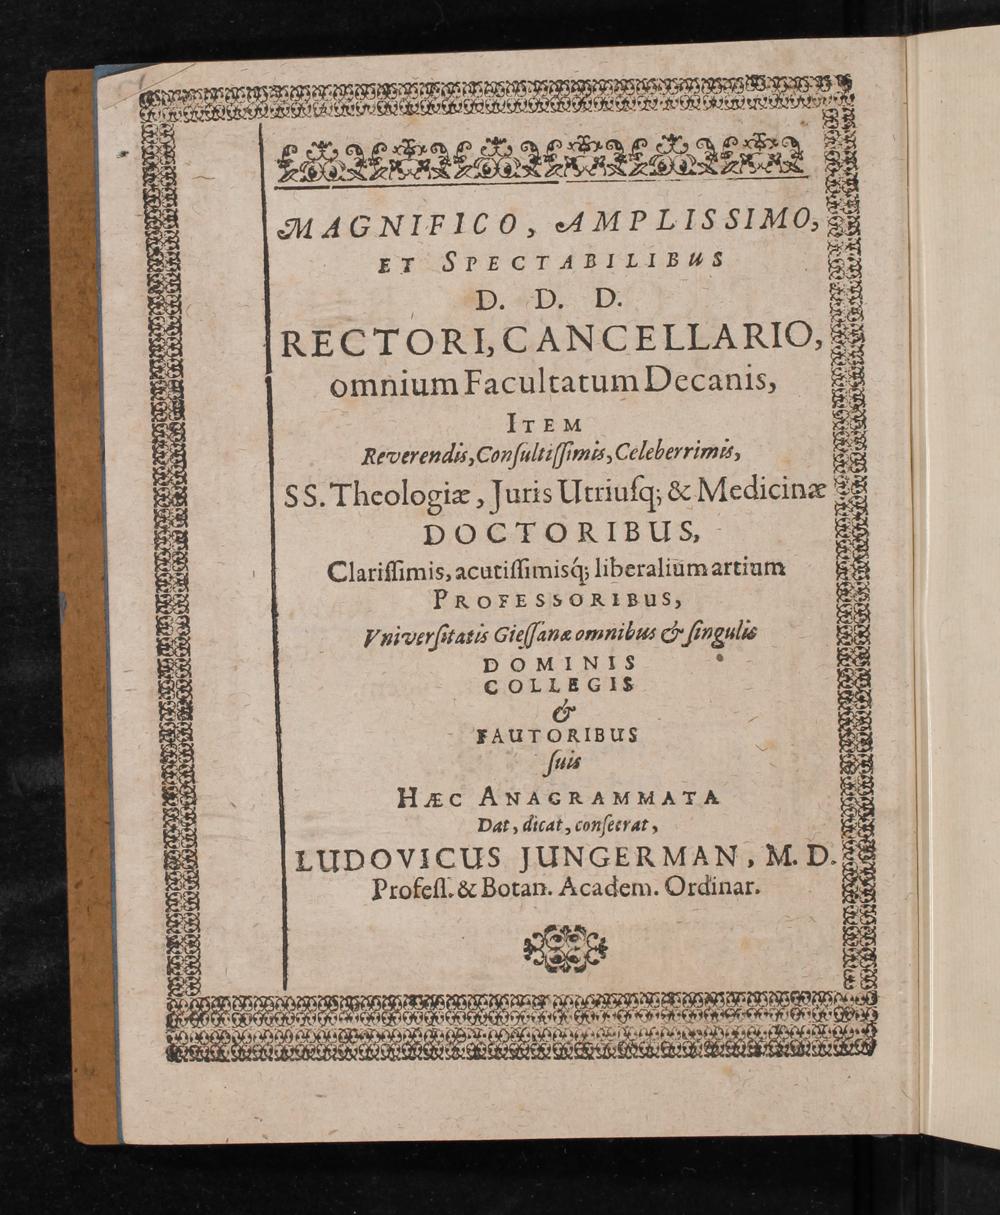 MAGNIFICO, AMPLISSIMO,
ET SPECTABILIBUS
D. D. D.
RECTORI, CANCELLARIO,
omnium Facultatum Decanis,
ITEM
Reverendis, Conſultiſſimis, Celeberrimis,
SS. Theologiæ, Juris Utriuſq; & Medicinæ
DOCTORIBUS,
Clariſſimis, acutiſſimisq́; liberalium artium
PROFESSORIBUS,
Vniverſitatis Gieſſanæ omnibus & ſingulis
DOMINIS
COLLEGIS
&
FAUTORIBUS
ſuis
HÆC ANAGRAMMATA
Dat, dicat, conſecrat,
LUDOVICUS JUNGERMAN, M. D.
Profeſſ. & Botan. Academ. Ordinar.